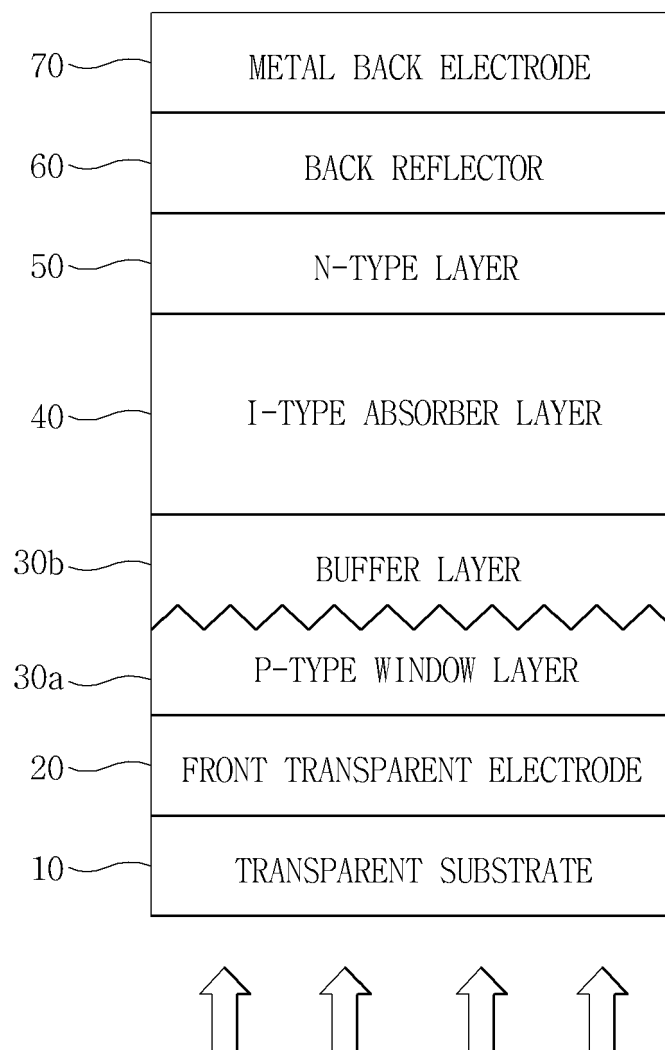 70 METAL BACK ELECTRODE
60 BACK REFLECTOR
50 N-TYPE LAYER
40 I-TYPE ABSORBER LAYER
30b BUFFER LAYER
30a P-TYPE WINDOW LAYER
20 FRONT TRANSPARENT ELECTRODE
10 TRANSPARENT SUBSTRATE